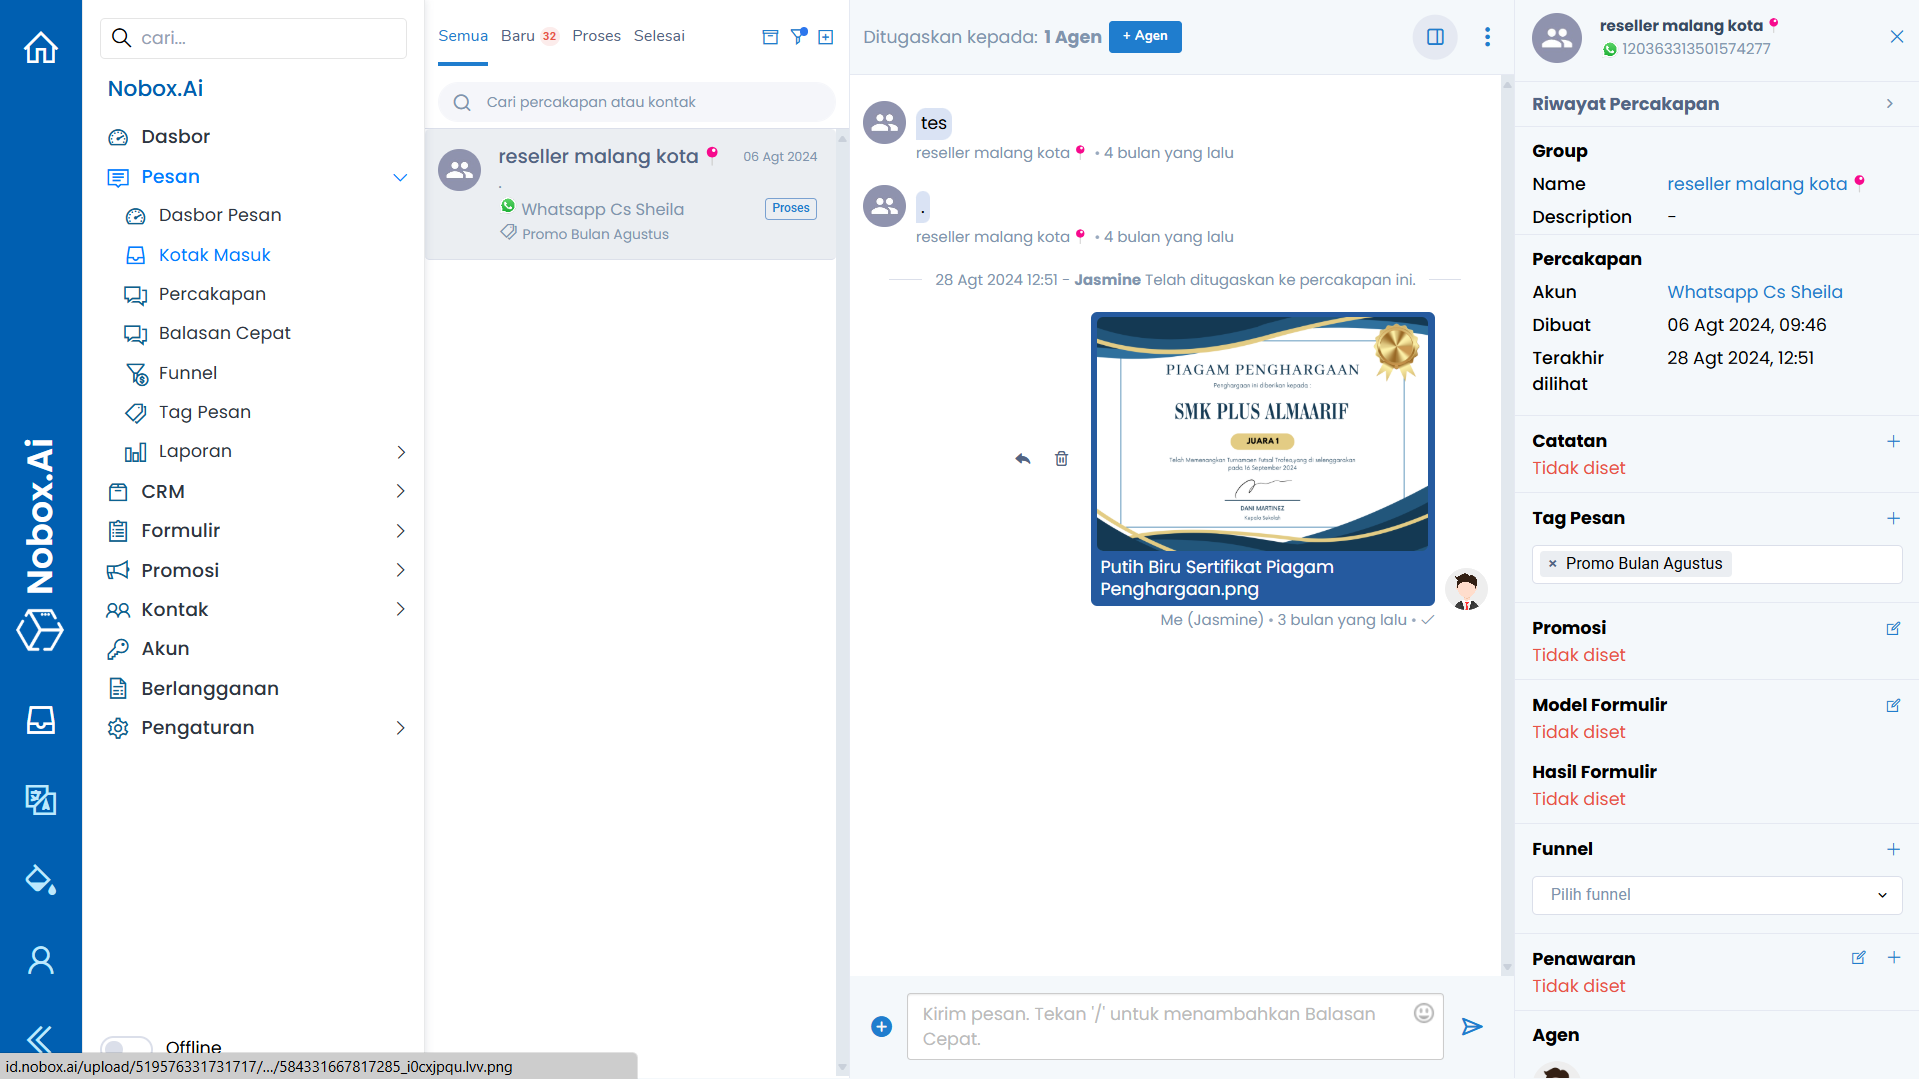 Nobox.Ai
cari...
Nobox.Ai
Dasbor
Pesan
Dasbor Pesan
Kotak Masuk
Percakapan
Balasan Cepat
Funnel
Tag Pesan
Laporan
CRM
Formulir
Promosi
Kontak
Akun
Berlangganan
Pengaturan
Offline
id.nobox.ai/upload/519576331731717/.../584331667817285_i0cxjpqu.lvv.png
Semua Baru 32 Proses Selesai
Cari percakapan atau kontak
reseller malang kota 06 Agt 2024
.
Whatsapp Cs Sheila Proses
Promo Bulan Agustus
Ditugaskan kepada: 1 Agen + Agen
tes
reseller malang kota • 4 bulan yang lalu
.
reseller malang kota • 4 bulan yang lalu
28 Agt 2024 12:51 - Jasmine Telah ditugaskan ke percakapan ini.
PIAGAM PENGHARGAAN
Penghargaan ini diberikan kepada :
SMK PLUS ALMAARIF
JUARA 1
Telah Memenangkan Turnamaen Futsal Trofeo,yang di selenggarakan
pada 16 September 2024
DANI MARTINEZ
Kepala Sekolah
Putih Biru Sertifikat Piagam
Penghargaan.png
Me (Jasmine) • 3 bulan yang lalu •
Kirim pesan. Tekan '/' untuk menambahkan Balasan
Cepat.
reseller malang kota
120363313501574277
Riwayat Percakapan
Group
Name reseller malang kota
Description -
Percakapan
Akun Whatsapp Cs Sheila
Dibuat 06 Agt 2024, 09:46
Terakhir 28 Agt 2024, 12:51
dilihat
Catatan
Tidak diset
Tag Pesan
× Promo Bulan Agustus
Promosi
Tidak diset
Model Formulir
Tidak diset
Hasil Formulir
Tidak diset
Funnel
Pilih funnel
Penawaran
Tidak diset
Agen